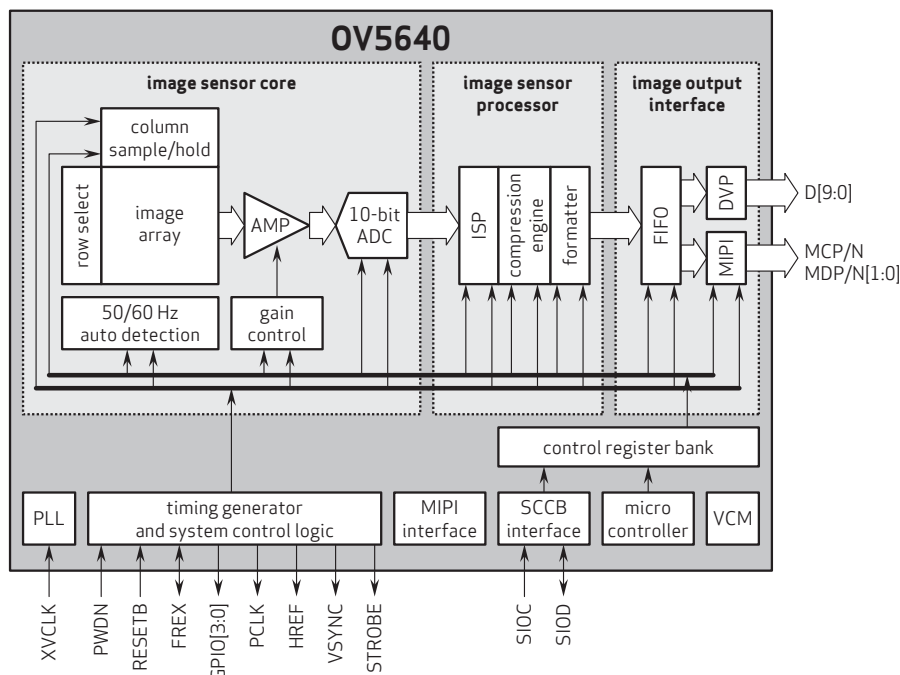 OV5640
image sensor core
image sensor
processor
image output
interface
column
sample/hold
row select
image
array
AMP
10-bit
ADC
ISP
compression
engine
formatter
FIFO
DVP
MIPI
D[9:0]
MCP/N
MDP/N[1:0]
50/60 Hz
auto detection
gain
control
control register bank
PLL
timing generator
and system control logic
MIPI
interface
SCCB
interface
micro
controller
VCM
XVCLK
PWDN
RESETB
FREX
GPIO[3:0]
PCLK
HREF
VSYNC
STROBE
SIOC
SIOD